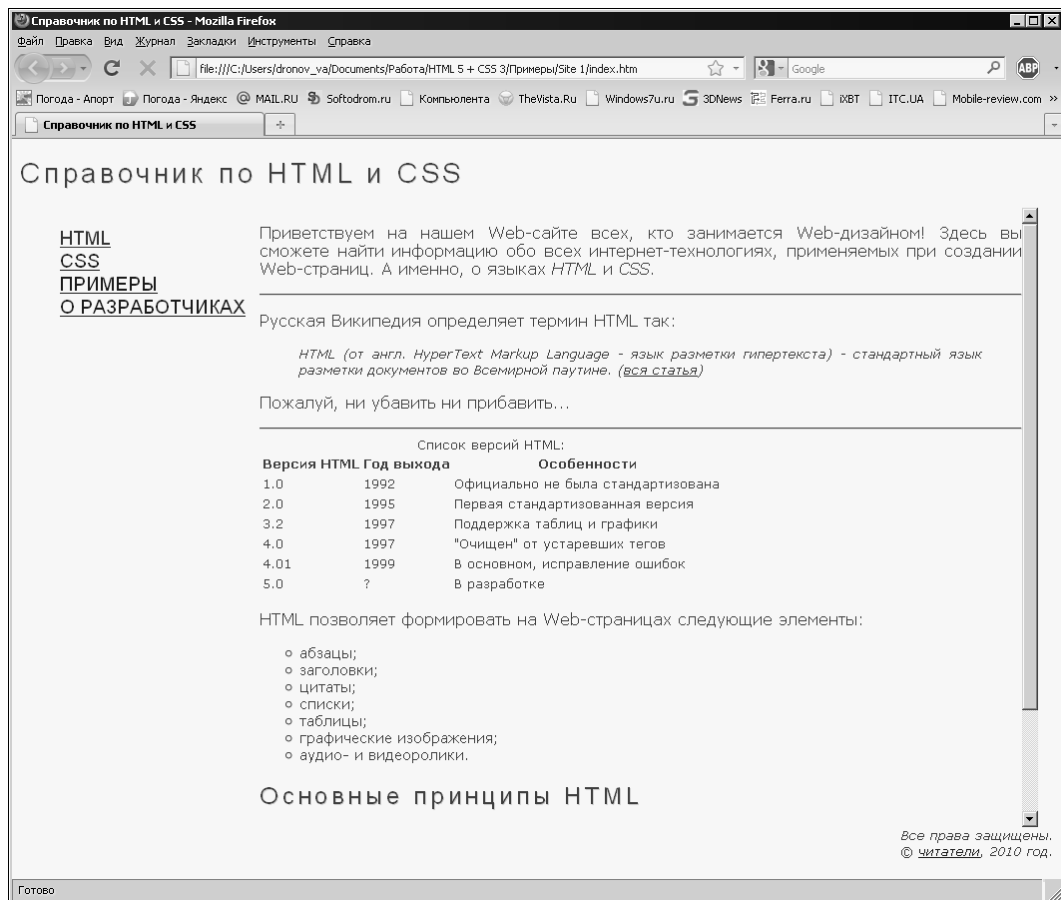 Справочник по HTML и CSS - Mozilla Firefox
Файл Правка Вид Журнал Закладки Инструменты Справка
file:///C:/Users/dronov_va/Documents/Работа/HTML 5 + CSS 3/Примеры/Site 1/index.htm Google ABP
Погода - Апорт Погода - Яндекс MAIL.RU Softodrom.ru Компьюлента TheVista.Ru Windows7u.ru 3DNews Ferra.ru iXBT ITC.UA Mobile-review.com »
Справочник по HTML и CSS
Справочник по HTML и CSS
HTML
CSS
ПРИМЕРЫ
О РАЗРАБОТЧИКАХ
Приветствуем на нашем Web-сайте всех, кто занимается Web-дизайном! Здесь вы
сможете найти информацию обо всех интернет-технологиях, применяемых при создании
Web-страниц. А именно, о языках HTML и CSS.
Русская Википедия определяет термин HTML так:
HTML (от англ. HyperText Markup Language - язык разметки гипертекста) - стандартный язык
разметки документов во Всемирной паутине. (вся статья)
Пожалуй, ни убавить ни прибавить...
Список версий HTML:
Версия HTML Год выхода Особенности
1.0 1992 Официально не была стандартизована
2.0 1995 Первая стандартизованная версия
3.2 1997 Поддержка таблиц и графики
4.0 1997 "Очищен" от устаревших тегов
4.01 1999 В основном, исправление ошибок
5.0 ? В разработке
HTML позволяет формировать на Web-страницах следующие элементы:
абзацы;
заголовки;
цитаты;
списки;
таблицы;
графические изображения;
аудио- и видеоролики.
Основные принципы HTML
Все права защищены.
© читатели, 2010 год.
Готово